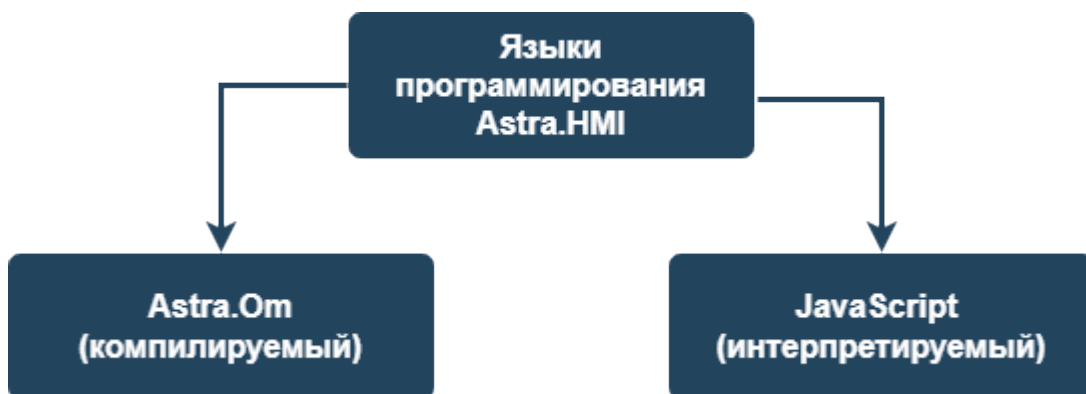 Языки
программирования
Astra.HMI
Astra.Om
(компилируемый)
JavaScript
(интерпретируемый)